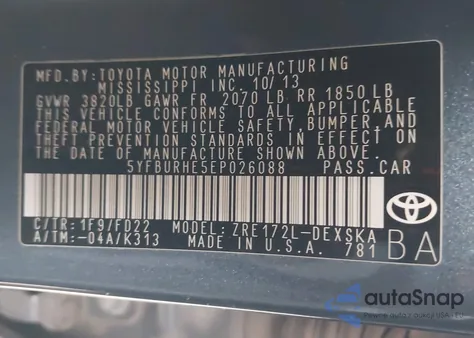 MFD.BY: TOYOTA MOTOR MANUFACTURING
MISSISSIPPI INC. 10/13
GVWR 3820LB GAWR FR 2070 LB RR 1850 LB
THIS VEHICLE CONFORMS TO ALL APPLICABLE
FEDERAL MOTOR VEHICLE SAFETY, BUMPER, AND
THEFT PREVENTION STANDARDS IN EFFECT ON
THE DATE OF MANUFACTURE SHOWN ABOVE.
5YFBURHE5EP026088 PASS.CAR
C/TR: 1F9/FD22 MODEL: ZRE172L-DEXSKA
A/TM: -04A/K313 MADE IN U.S.A. 781
BA
autoSnap